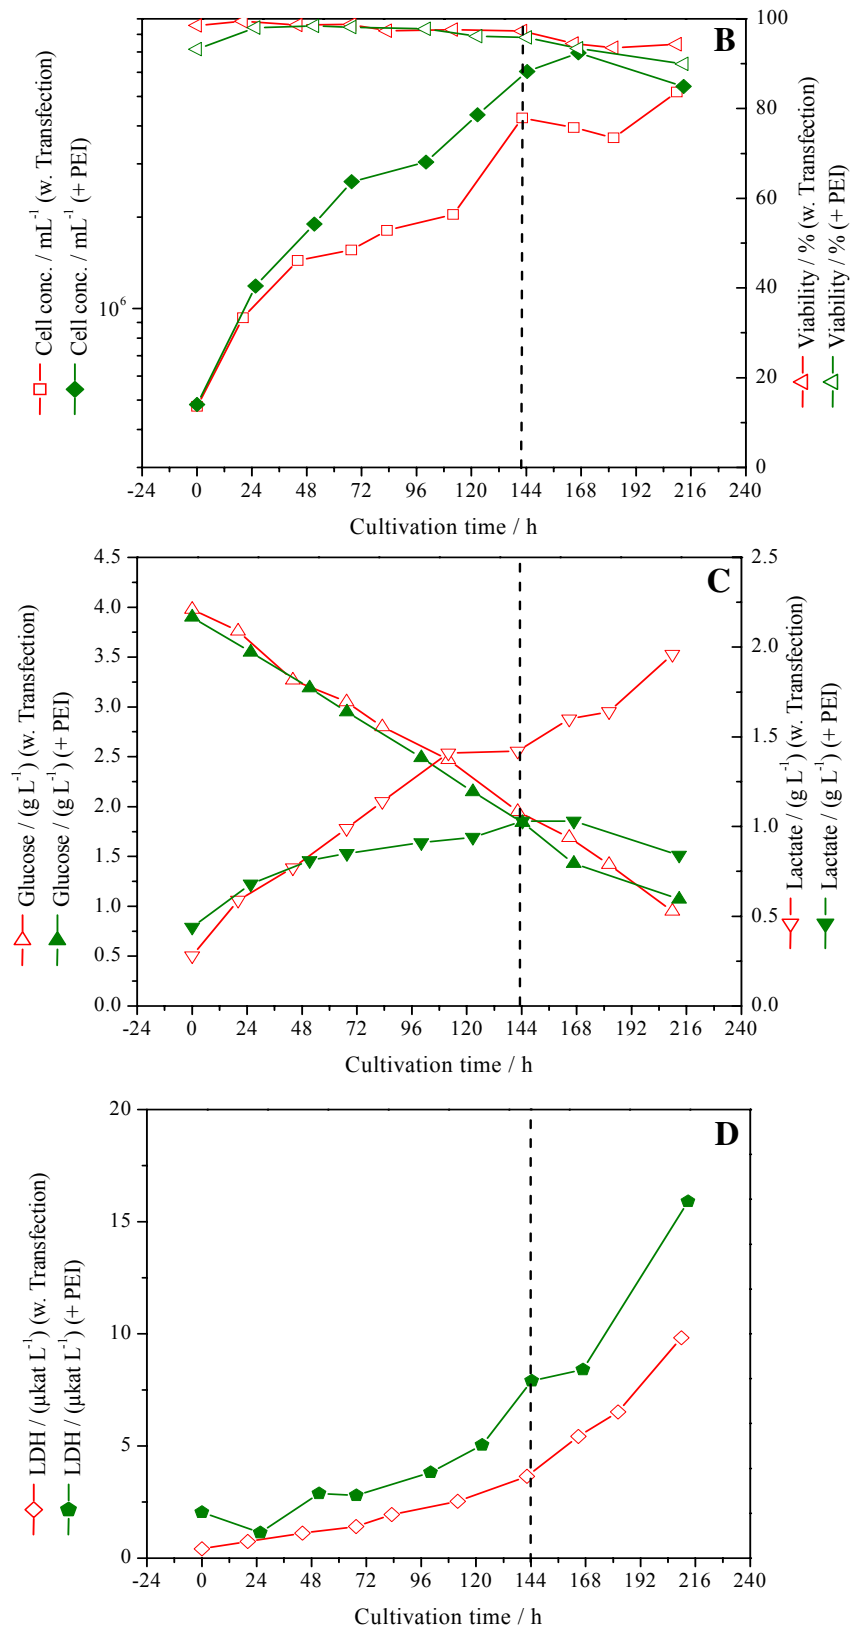 B
Cell conc. / mL⁻¹ (w. Transfection)
Cell conc. / mL⁻¹ (+ PEI)
10⁶
100
80
60
40
20
0
Viability / % (w. Transfection)
Viability / % (+ PEI)
-24 0 24 48 72 96 120 144 168 192 216 240
Cultivation time / h
C
Glucose / (g L⁻¹) (w. Transfection)
Glucose / (g L⁻¹) (+ PEI)
4.5
4.0
3.5
3.0
2.5
2.0
1.5
1.0
0.5
0.0
2.5
2.0
1.5
1.0
0.5
0.0
Lactate / (g L⁻¹) (w. Transfection)
Lactate / (g L⁻¹) (+ PEI)
-24 0 24 48 72 96 120 144 168 192 216 240
Cultivation time / h
D
LDH / (µkat L⁻¹) (w. Transfection)
LDH / (µkat L⁻¹) (+ PEI)
20
15
10
5
0
-24 0 24 48 72 96 120 144 168 192 216 240
Cultivation time / h